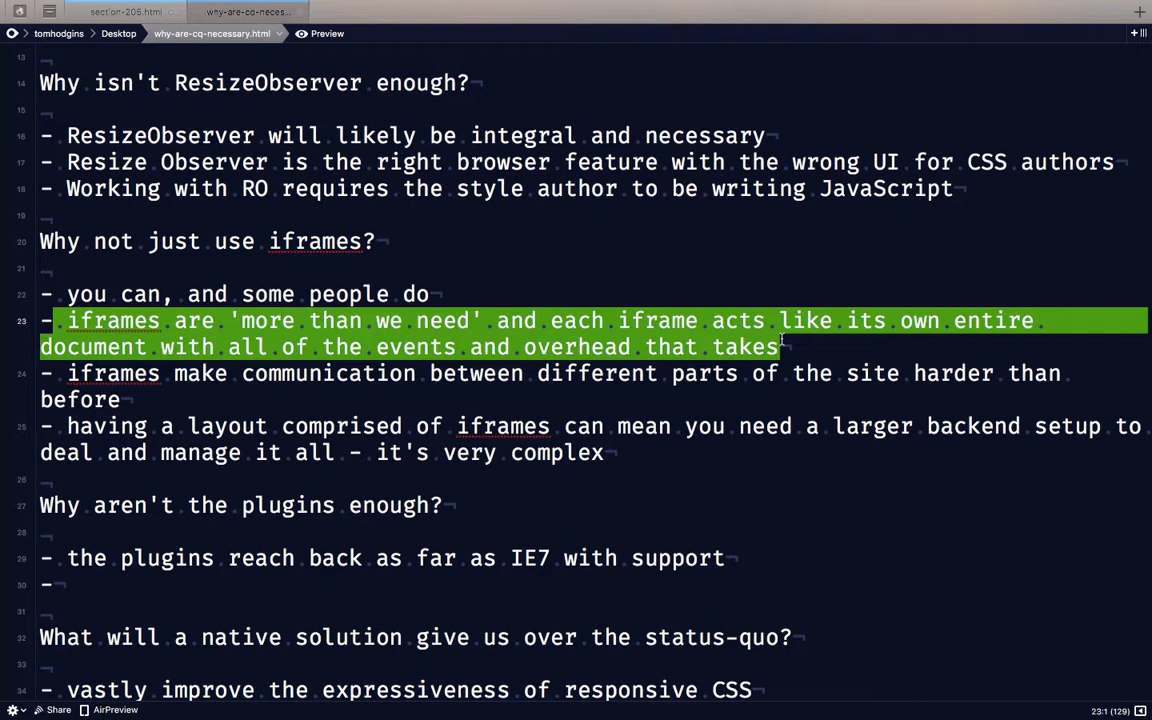 section-205.html
why-are-cq-neces...
tomhodgins
Desktop
why-are-cq-necessary.html
Preview
13
14 Why isn't ResizeObserver enough?
15
16 - ResizeObserver will likely be integral and necessary
17 - Resize Observer is the right browser feature with the wrong UI for CSS authors
18 - Working with RO requires the style author to be writing JavaScript
19
20 Why not just use iframes?
21
22 - you can, and some people do
23 - iframes are 'more than we need' and each iframe acts like its own entire
document with all of the events and overhead that takes
24 - iframes make communication between different parts of the site harder than
before
25 - having a layout comprised of iframes can mean you need a larger backend setup to
deal and manage it all - it's very complex
26
27 Why aren't the plugins enough?
28
29 - the plugins reach back as far as IE7 with support
30 -
31
32 What will a native solution give us over the status-quo?
33
34 - vastly improve the expressiveness of responsive CSS
Share
AirPreview
23:1 (129)